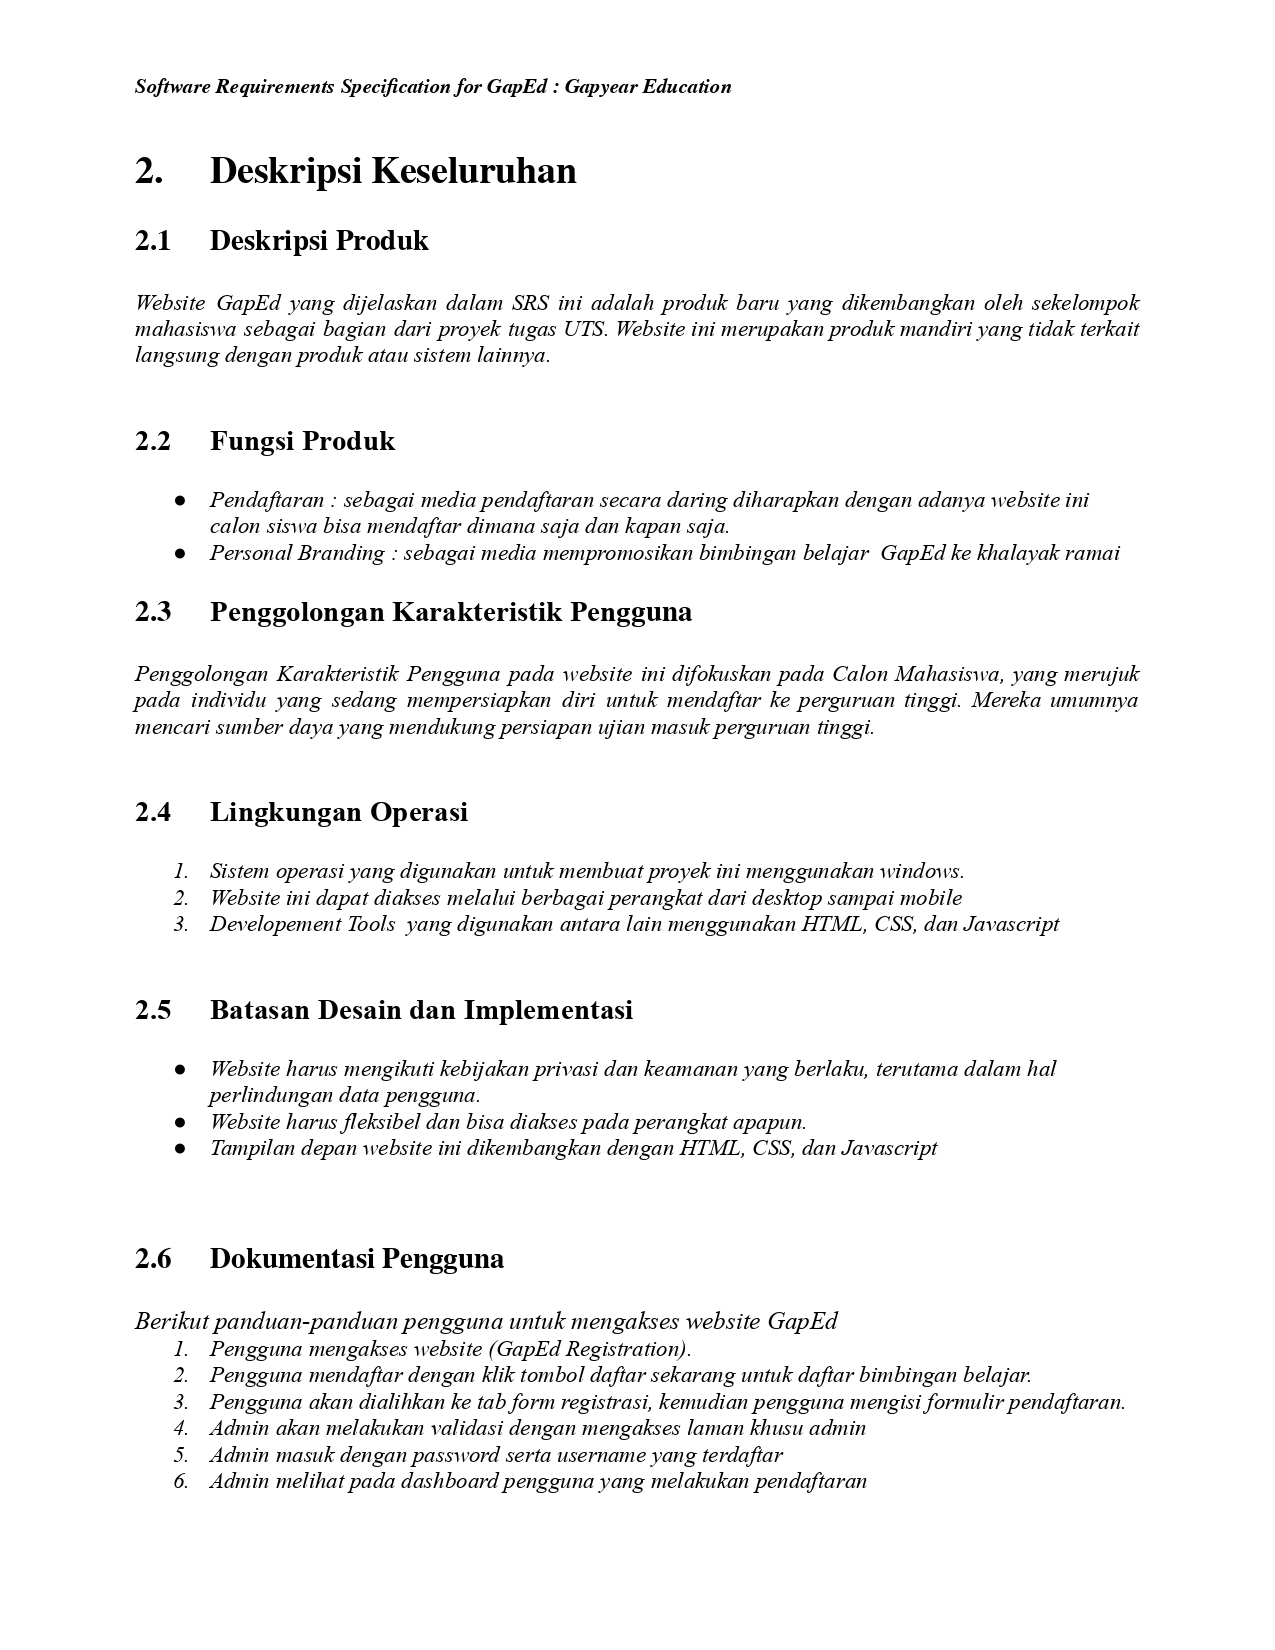 Software Requirements Specification for GapEd : Gapyear Education
2. Deskripsi Keseluruhan
2.1 Deskripsi Produk
Website GapEd yang dijelaskan dalam SRS ini adalah produk baru yang dikembangkan oleh sekelompok
mahasiswa sebagai bagian dari proyek tugas UTS. Website ini merupakan produk mandiri yang tidak terkait
langsung dengan produk atau sistem lainnya.
2.2 Fungsi Produk
● Pendaftaran : sebagai media pendaftaran secara daring diharapkan dengan adanya website ini
calon siswa bisa mendaftar dimana saja dan kapan saja.
● Personal Branding : sebagai media mempromosikan bimbingan belajar  GapEd ke khalayak ramai
2.3 Penggolongan Karakteristik Pengguna
Penggolongan Karakteristik Pengguna pada website ini difokuskan pada Calon Mahasiswa, yang merujuk
pada individu yang sedang mempersiapkan diri untuk mendaftar ke perguruan tinggi. Mereka umumnya
mencari sumber daya yang mendukung persiapan ujian masuk perguruan tinggi.
2.4 Lingkungan Operasi
1. Sistem operasi yang digunakan untuk membuat proyek ini menggunakan windows.
2. Website ini dapat diakses melalui berbagai perangkat dari desktop sampai mobile
3. Developement Tools  yang digunakan antara lain menggunakan HTML, CSS, dan Javascript
2.5 Batasan Desain dan Implementasi
● Website harus mengikuti kebijakan privasi dan keamanan yang berlaku, terutama dalam hal
perlindungan data pengguna.
● Website harus fleksibel dan bisa diakses pada perangkat apapun.
● Tampilan depan website ini dikembangkan dengan HTML, CSS, dan Javascript
2.6 Dokumentasi Pengguna
Berikut panduan-panduan pengguna untuk mengakses website GapEd
1. Pengguna mengakses website (GapEd Registration).
2. Pengguna mendaftar dengan klik tombol daftar sekarang untuk daftar bimbingan belajar.
3. Pengguna akan dialihkan ke tab form registrasi, kemudian pengguna mengisi formulir pendaftaran.
4. Admin akan melakukan validasi dengan mengakses laman khusu admin
5. Admin masuk dengan password serta username yang terdaftar
6. Admin melihat pada dashboard pengguna yang melakukan pendaftaran